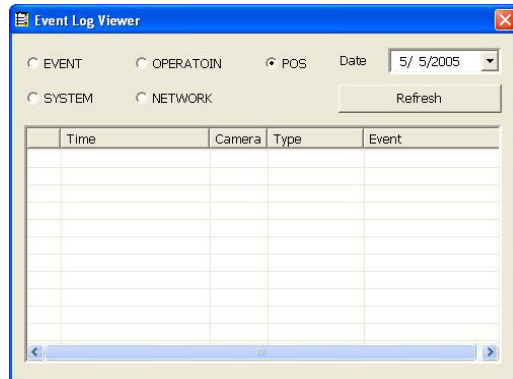 Event Log Viewer
EVENT OPERATOIN POS Date 5/ 5/2005
SYSTEM NETWORK Refresh
Time Camera Type Event